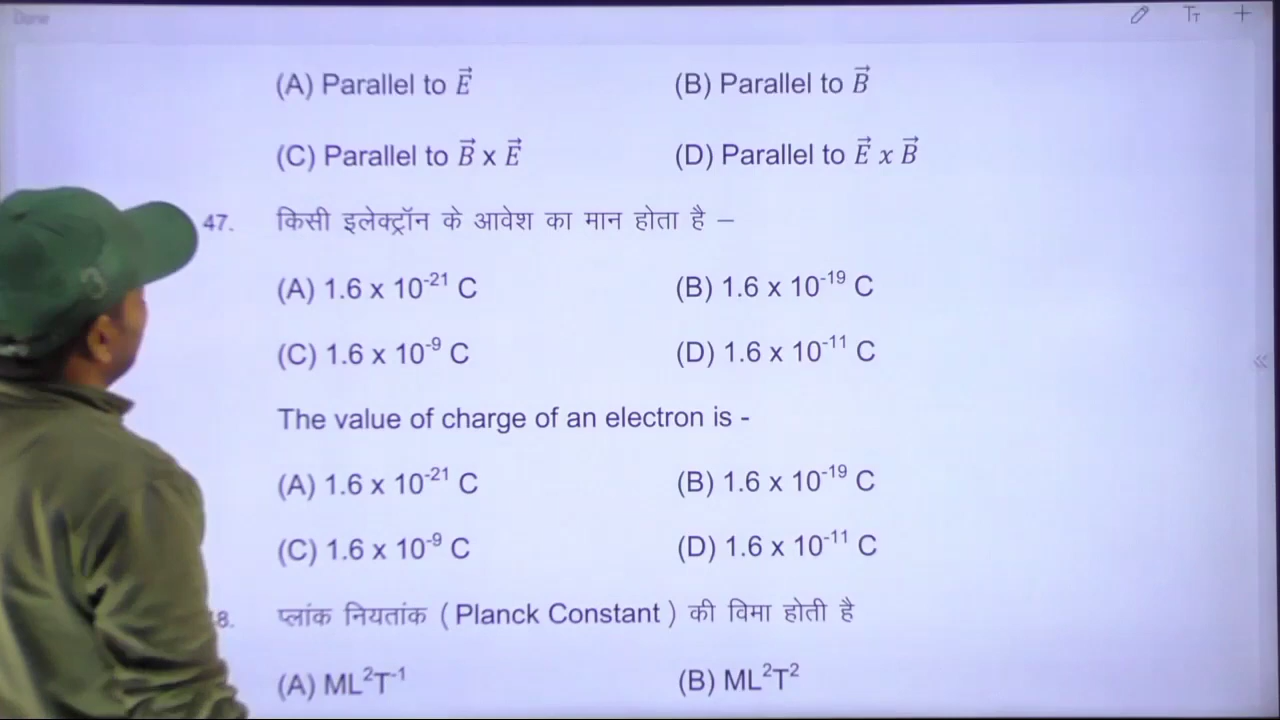 Done
(A) Parallel to E⃗ (B) Parallel to B⃗
(C) Parallel to B⃗ x E⃗ (D) Parallel to E⃗ x B⃗
47. किसी इलेक्ट्रॉन के आवेश का मान होता है –
(A) 1.6 x 10⁻²¹ C (B) 1.6 x 10⁻¹⁹ C
(C) 1.6 x 10⁻⁹ C (D) 1.6 x 10⁻¹¹ C
The value of charge of an electron is -
(A) 1.6 x 10⁻²¹ C (B) 1.6 x 10⁻¹⁹ C
(C) 1.6 x 10⁻⁹ C (D) 1.6 x 10⁻¹¹ C
8. प्लांक नियतांक ( Planck Constant ) की विमा होती है
(A) ML²T⁻¹ (B) ML²T²